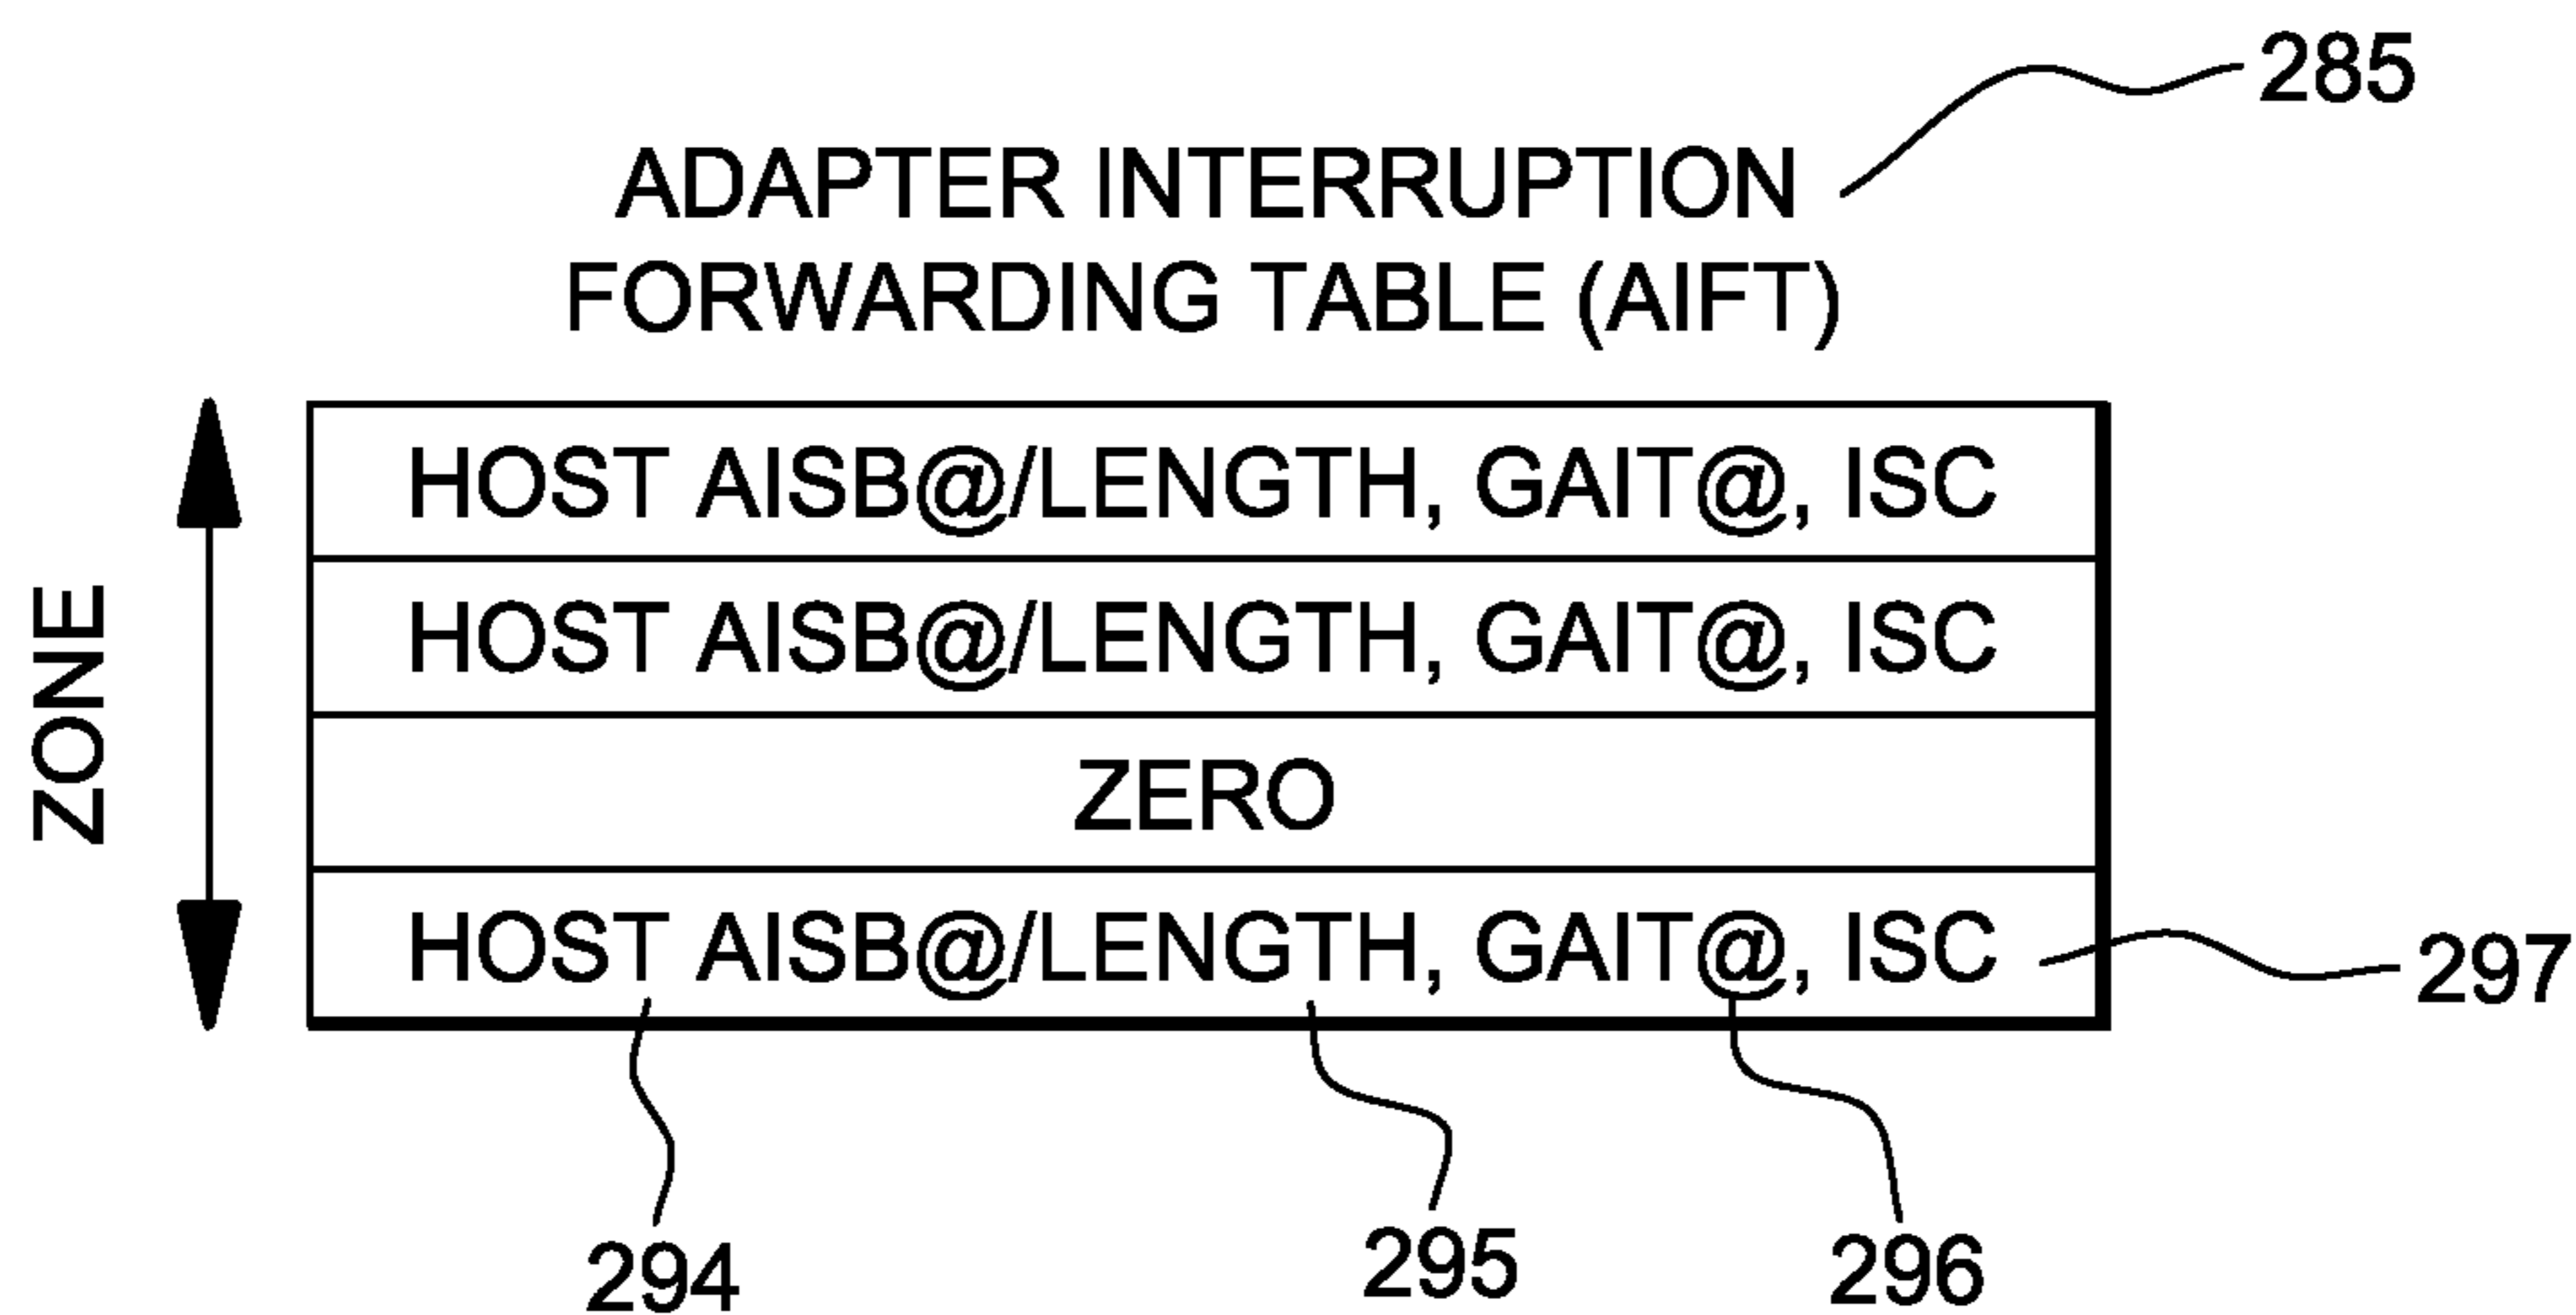 285
ADAPTER INTERRUPTION
FORWARDING TABLE (AIFT)
ZONE
HOST AISB@/LENGTH, GAIT@, ISC
HOST AISB@/LENGTH, GAIT@, ISC
ZERO
HOST AISB@/LENGTH, GAIT@, ISC
297
294
295
296